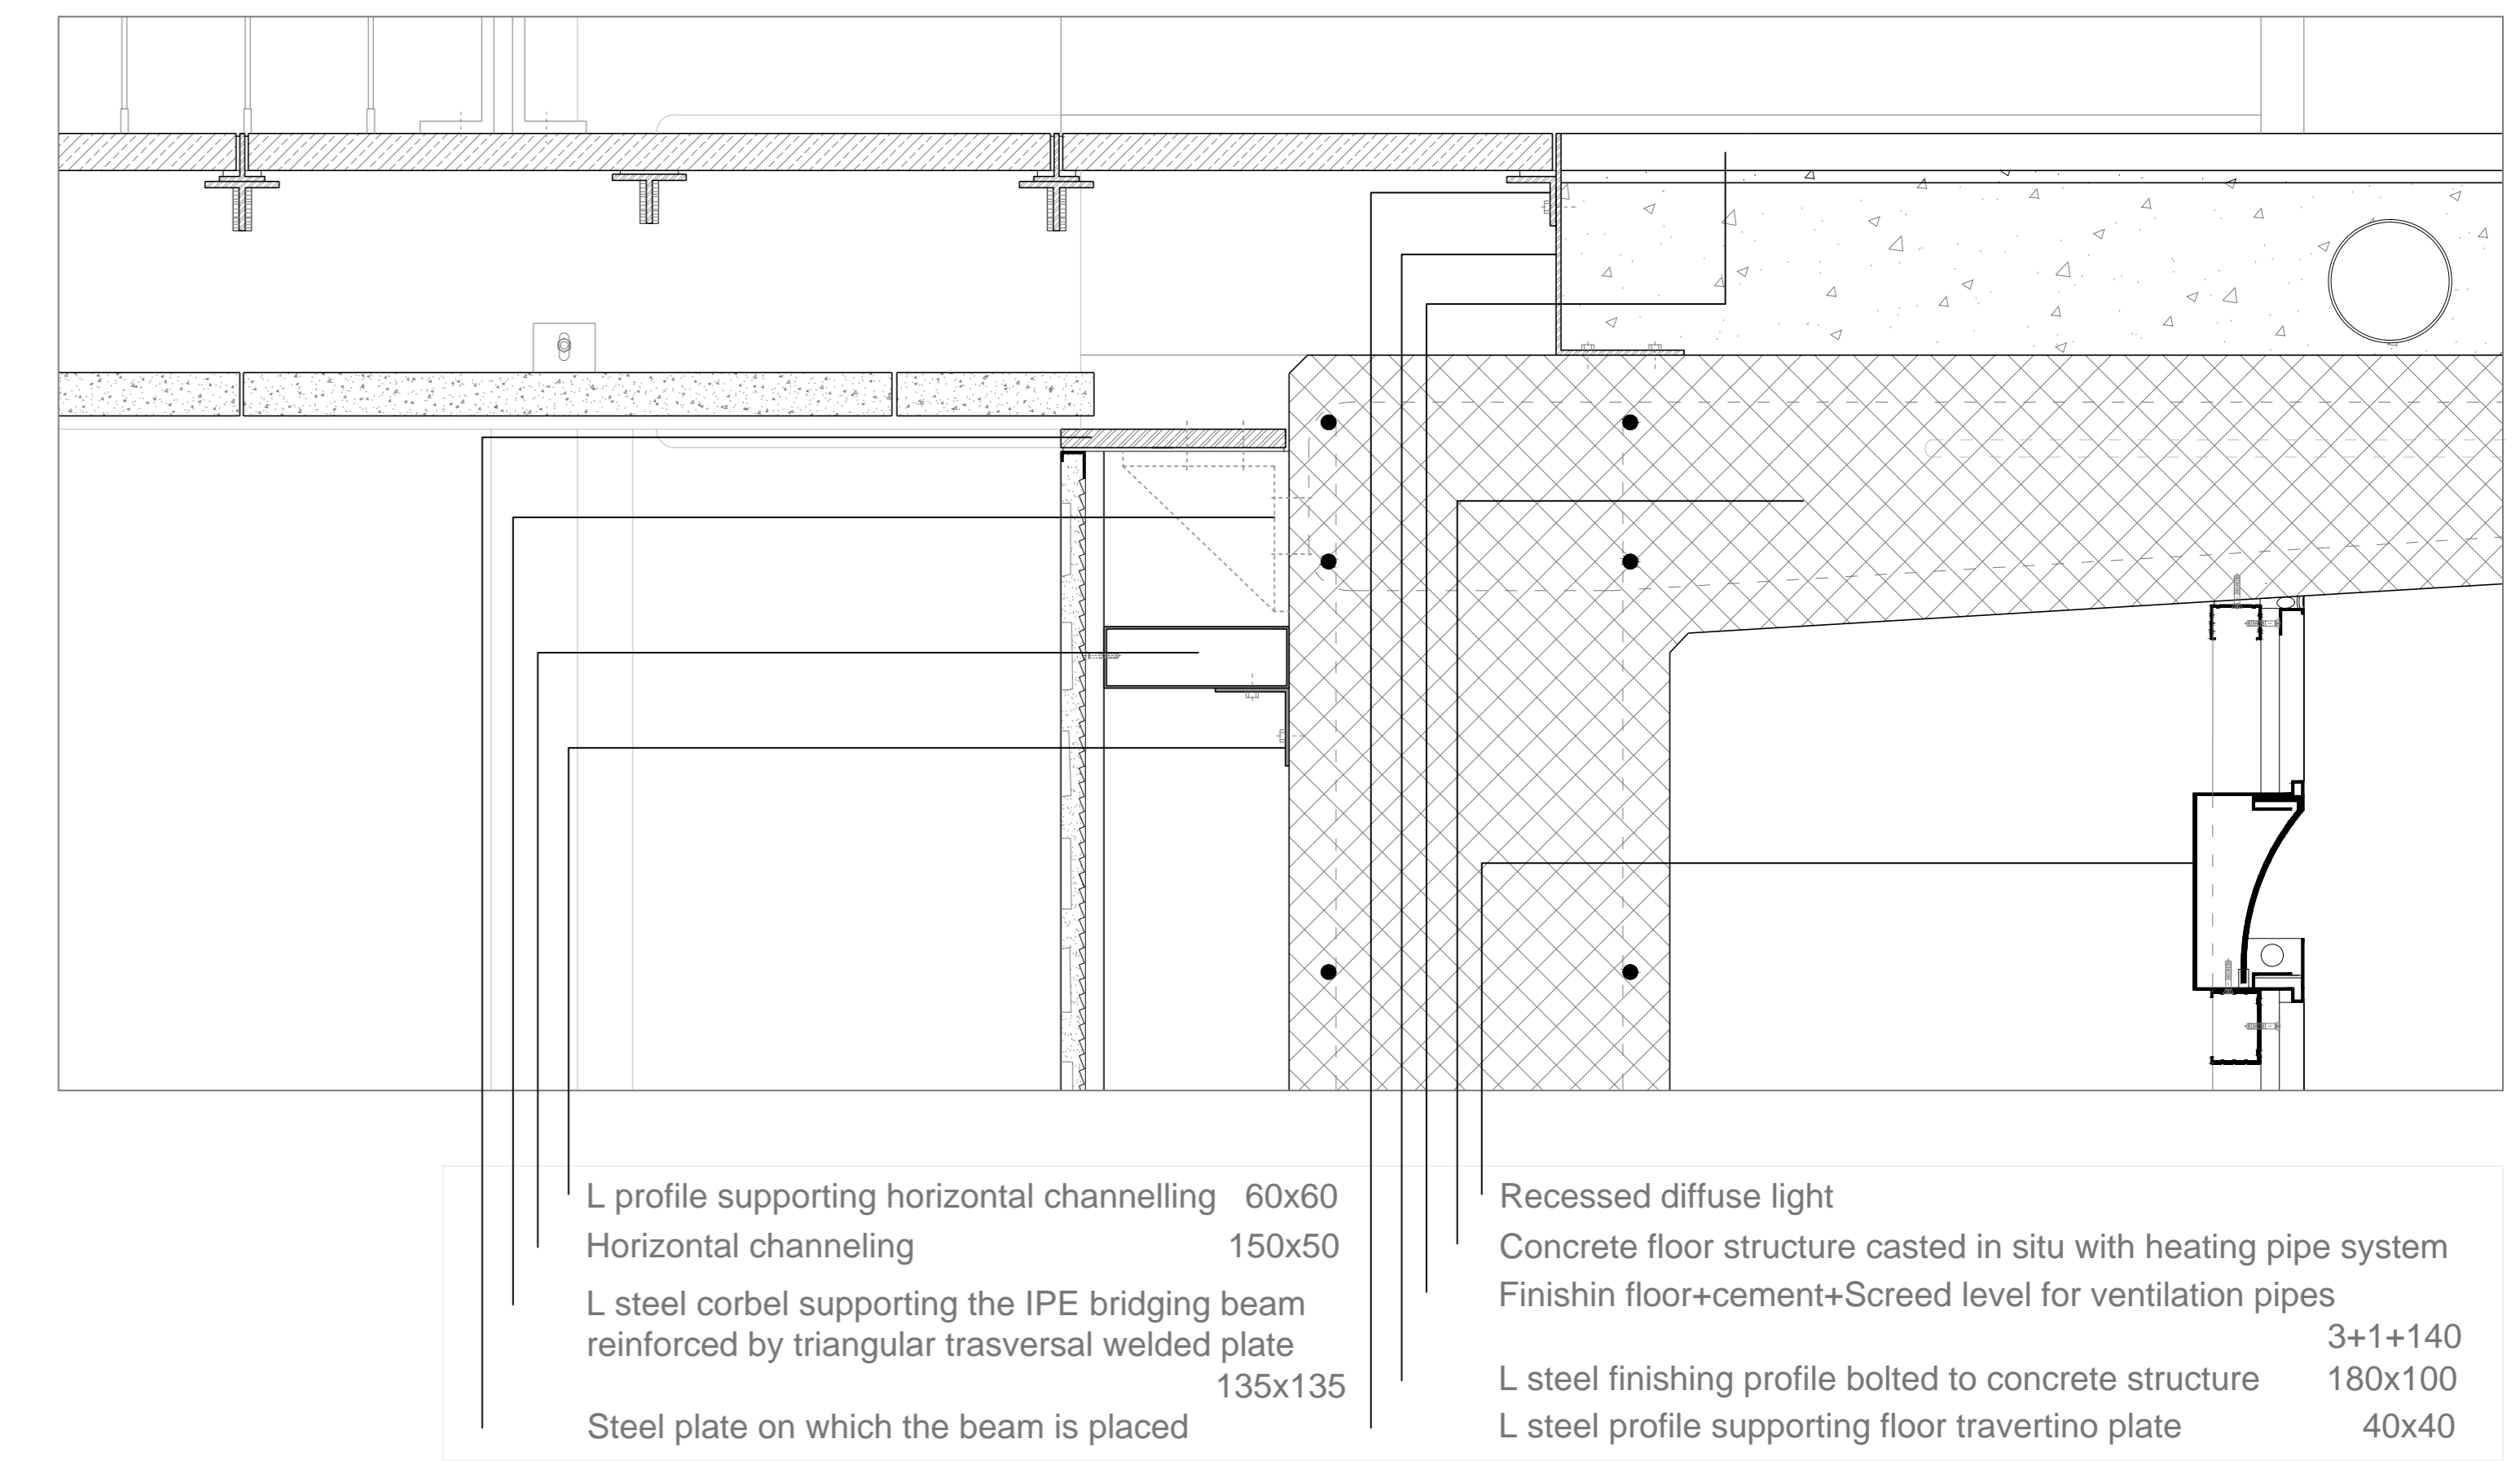 L profile supporting horizontal channelling 60x60
Horizontal channeling 150x50
L steel corbel supporting the IPE bridging beam
reinforced by triangular trasversal welded plate
135x135
Steel plate on which the beam is placed
Recessed diffuse light
Concrete floor structure casted in situ with heating pipe system
Finishin floor+cement+Screed level for ventilation pipes
3+1+140
L steel finishing profile bolted to concrete structure 180x100
L steel profile supporting floor travertino plate 40x40